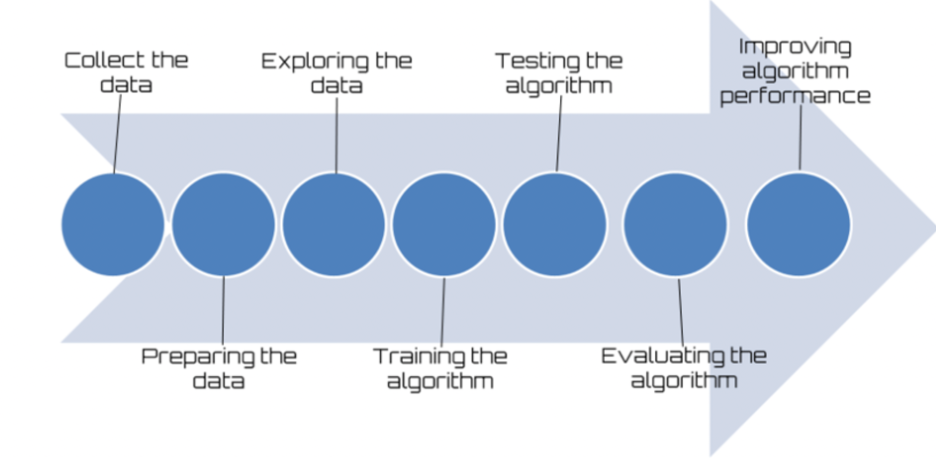 Collect the
data
Preparing the
data
Exploring the
data
Training the
algorithm
Testing the
algorithm
Evaluating the
algorithm
Improving
algorithm
performance